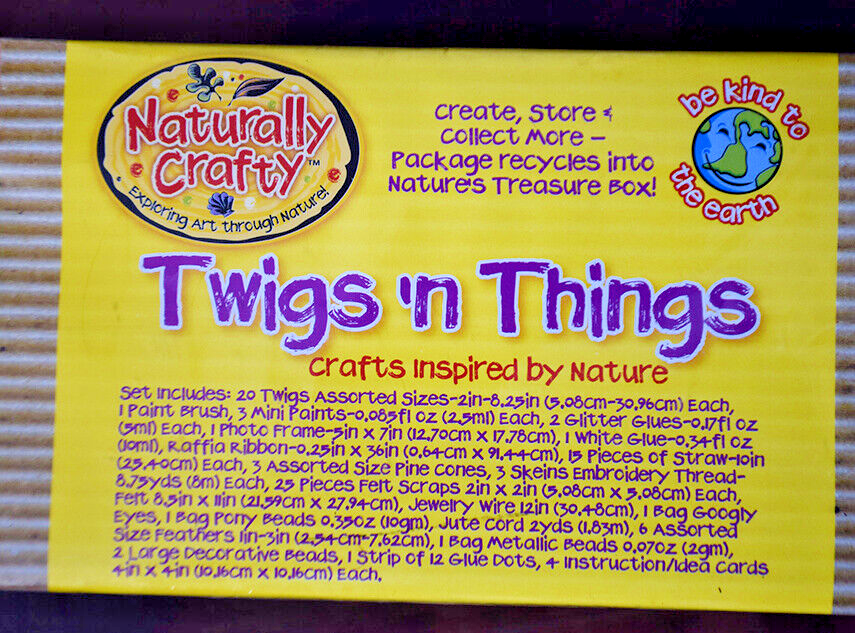 Naturally
Crafty™
Exploring Art through Nature!
Create, Store &
Collect More –
Package recycles into
Nature's Treasure Box!
be kind to
the earth
Twigs 'n Things
Crafts Inspired by Nature
Set Includes: 20 Twigs Assorted Sizes-2in-8.25in (5.08cm-30.96cm) Each,
1 Paint Brush, 3 Mini Paints-0.085fl oz (2.5ml) Each, 2 Glitter Glues-0.17fl oz
(5ml) Each, 1 Photo Frame-5in x 7in (12.70cm x 17.78cm), 1 White Glue-0.34fl oz
(10ml), Raffia Ribbon-0.25in x 36in (0.64cm x 91.44cm), 15 Pieces of Straw-10in
(25.40cm) Each, 3 Assorted Size Pine Cones, 3 Skeins Embroidery Thread-
8.75yds (8m) Each, 25 Pieces Felt Scraps 2in x 2in (5.08cm x 5.08cm) Each,
Felt 8.5in x 11in (21.59cm x 27.94cm), Jewelry Wire 12in (30.48cm), 1 Bag Googly
Eyes, 1 Bag Pony Beads 0.35oz (10gm), Jute Cord 2yds (1.83m), 6 Assorted
Size Feathers 1in-3in (2.54cm-7.62cm), 1 Bag Metallic Beads 0.07oz (2gm),
2 Large Decorative Beads, 1 Strip of 12 Glue Dots, 4 Instruction/Idea Cards
4in x 4in (10.16cm x 10.16cm) Each.